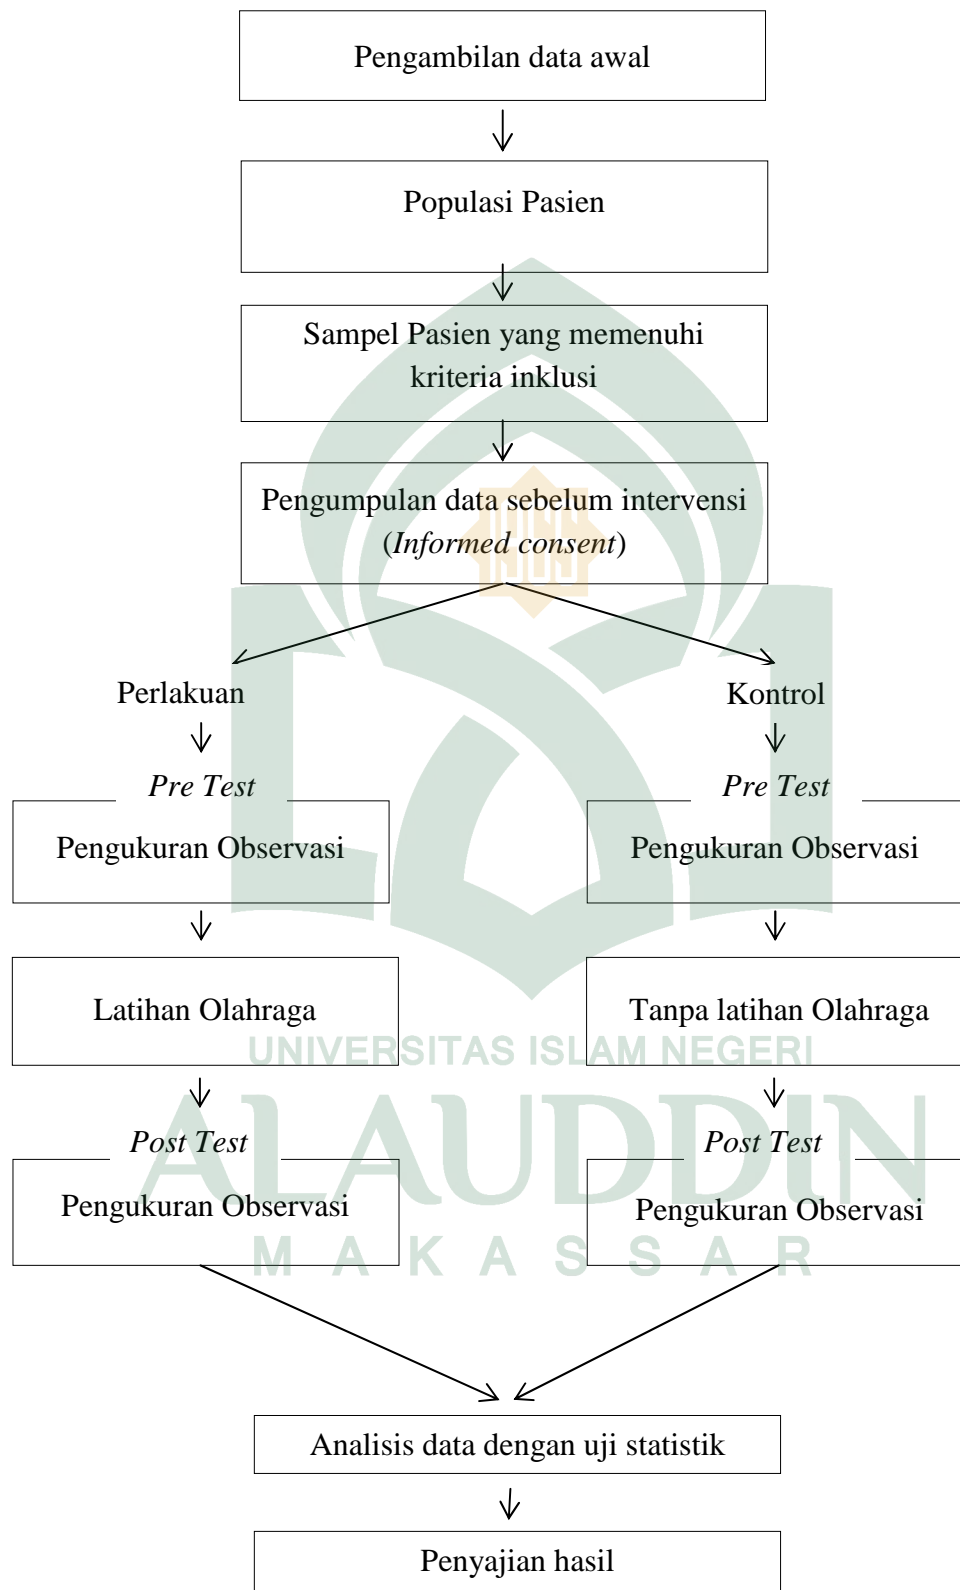 Pengambilan data awal
Populasi Pasien
Sampel Pasien yang memenuhi
kriteria inklusi
Pengumpulan data sebelum intervensi
(Informed consent)
Perlakuan
Kontrol
Pre Test
Pre Test
Pengukuran Observasi
Pengukuran Observasi
Latihan Olahraga
Tanpa latihan Olahraga
UNIVERSITAS ISLAM NEGERI
ALAUDDIN
Post Test
Post Test
Pengukuran Observasi
Pengukuran Observasi
MAKASSAR
Analisis data dengan uji statistik
Penyajian hasil